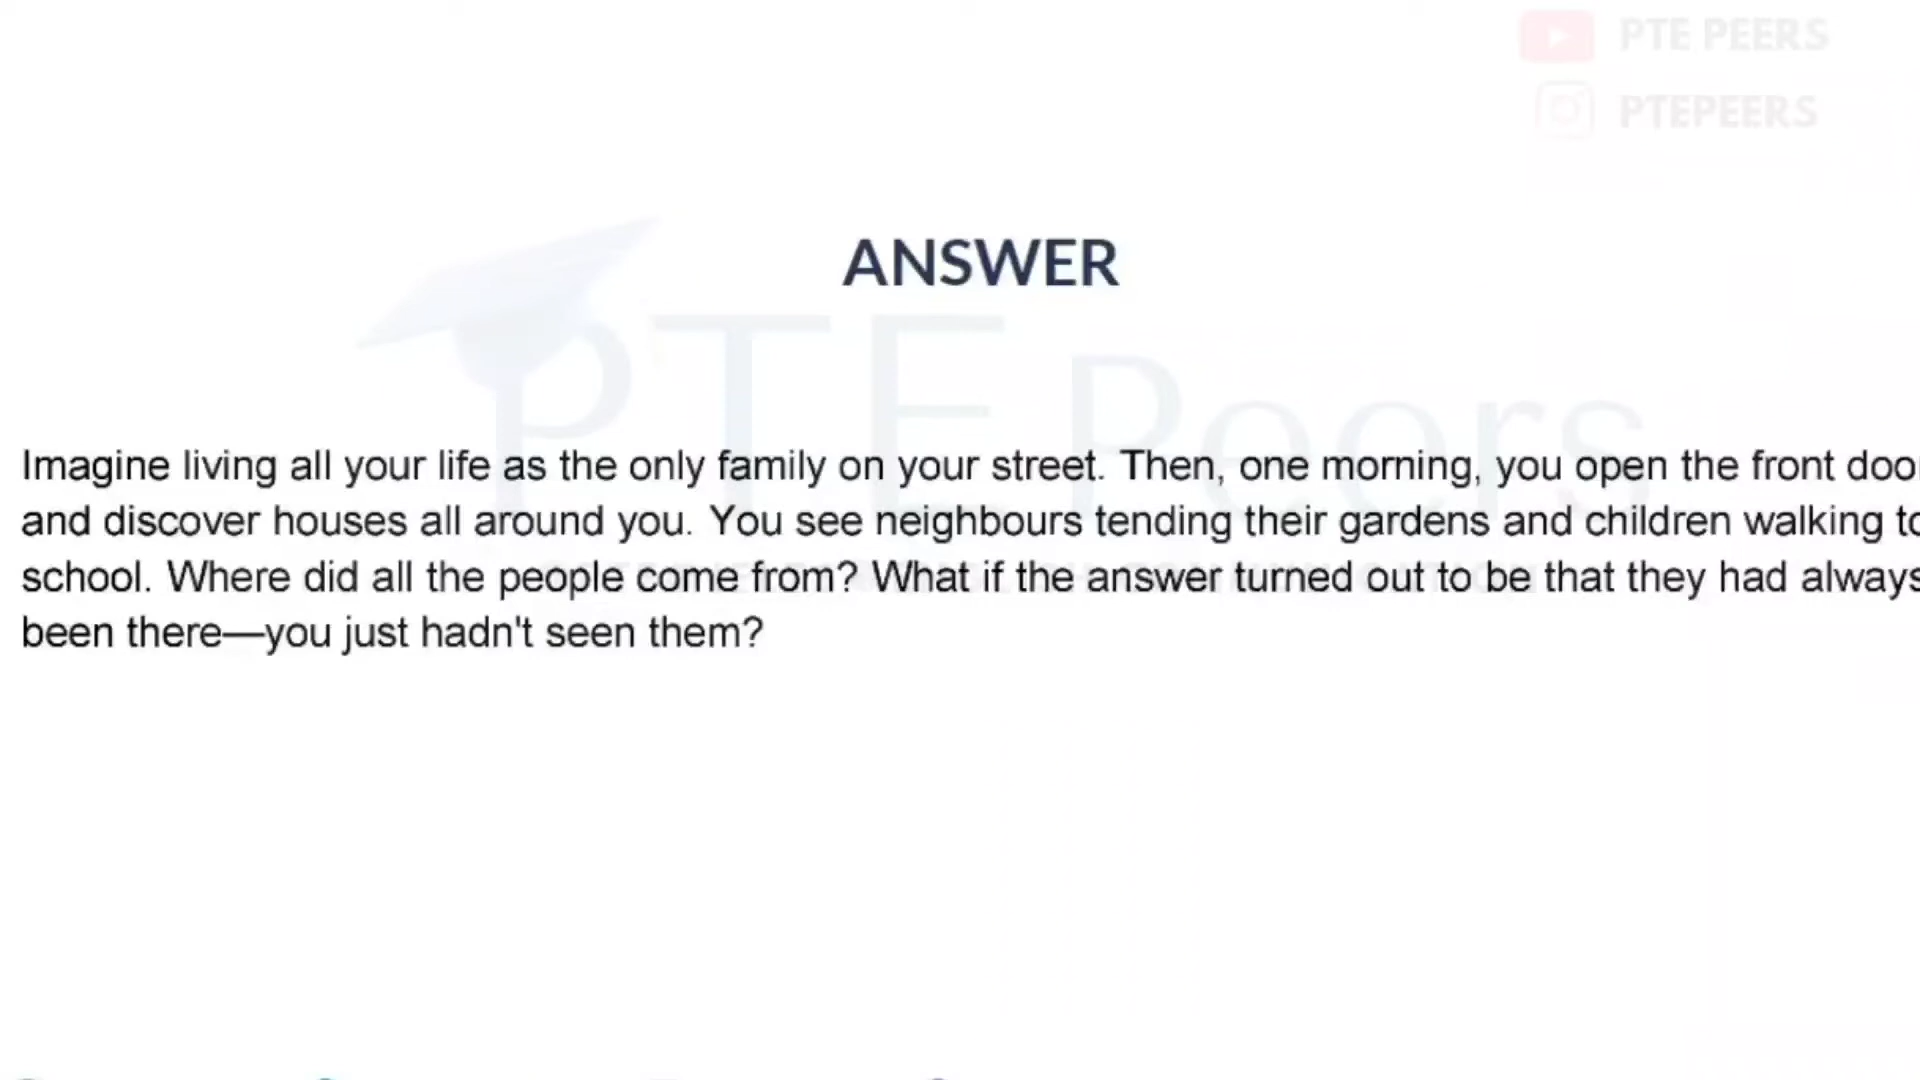 PTE PEERS
PTEPEERS
ANSWER
PTE Peers
Imagine living all your life as the only family on your street. Then, one morning, you open the front doo
and discover houses all around you. You see neighbours tending their gardens and children walking to
school. Where did all the people come from? What if the answer turned out to be that they had always
been there—you just hadn't seen them?